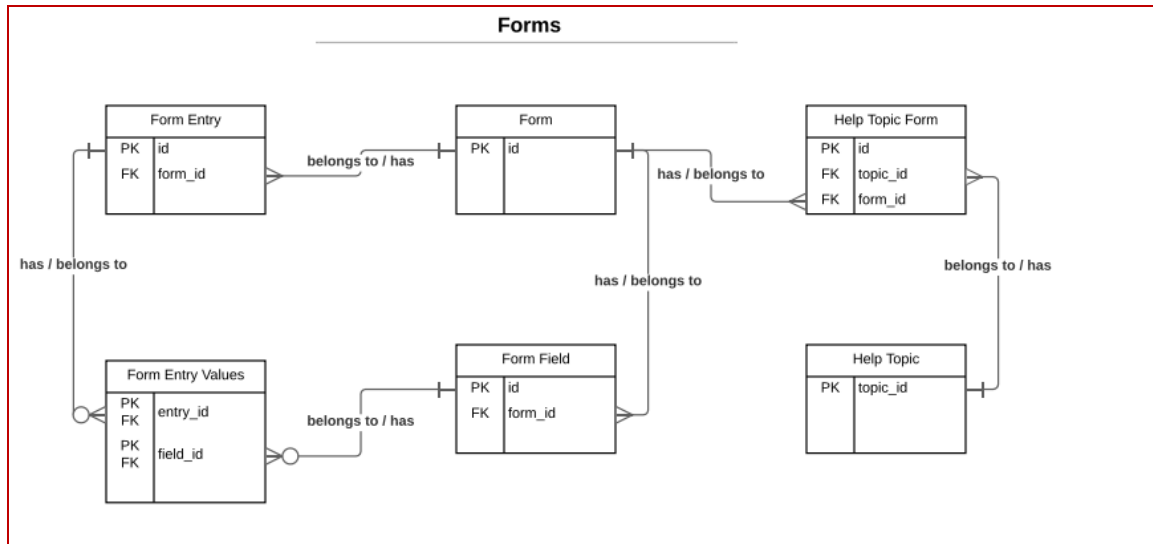 Forms
Form Entry
PK id
FK form_id
belongs to / has
Form
PK id
has / belongs to
Help Topic Form
PK id
FK topic_id
FK form_id
has / belongs to
has / belongs to
belongs to / has
Form Entry Values
PK
FK
entry_id
PK
FK
field_id
belongs to / has
Form Field
PK id
FK form_id
Help Topic
PK topic_id